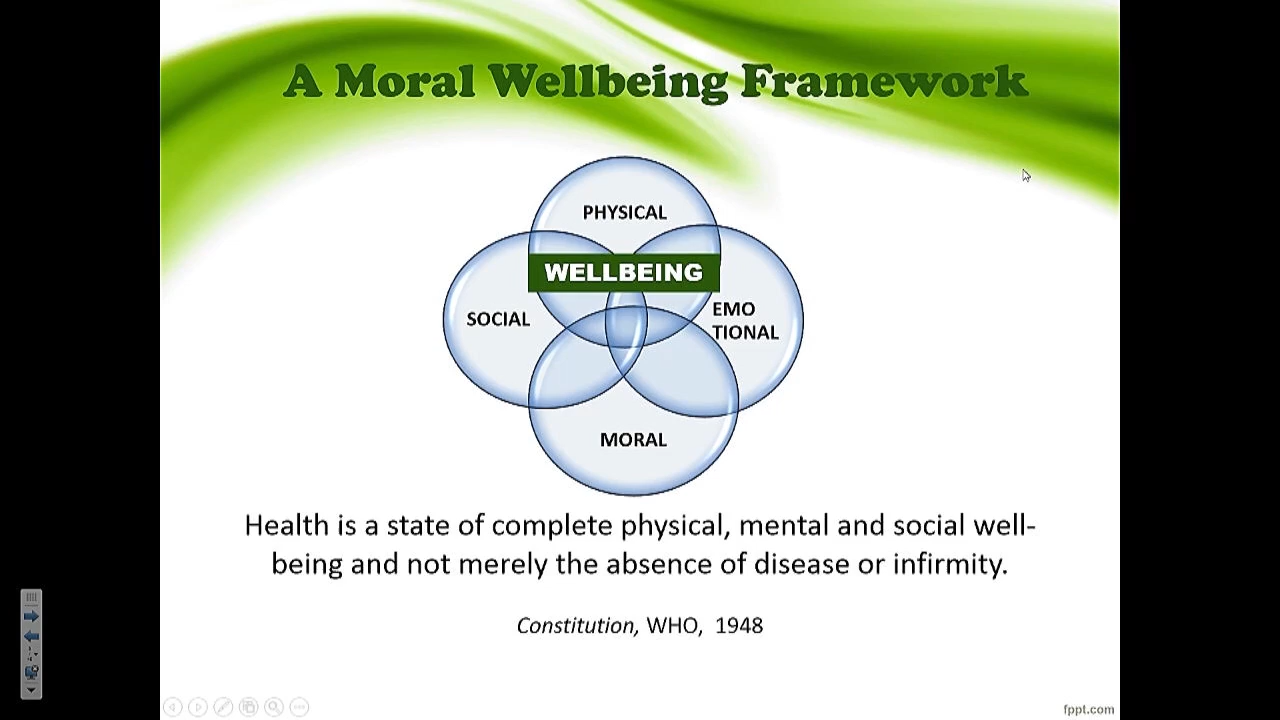 A Moral Wellbeing Framework
PHYSICAL
WELLBEING
SOCIAL
EMO
TIONAL
MORAL
Health is a state of complete physical, mental and social well-
being and not merely the absence of disease or infirmity.
Constitution, WHO, 1948
fppt.com